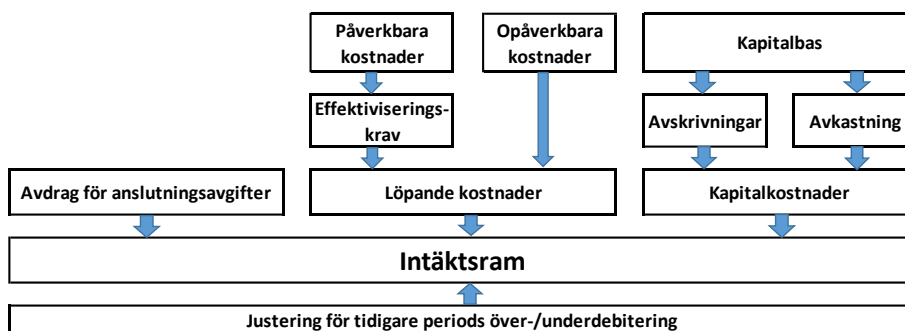 Påverkbara
kostnader
Opåverkbara
kostnader
Kapitalbas
Effektiviserings-
krav
Avskrivningar
Avkastning
Avdrag för anslutningsavgifter
Löpande kostnader
Kapitalkostnader
Intäktsram
Justering för tidigare periods över-/underdebitering